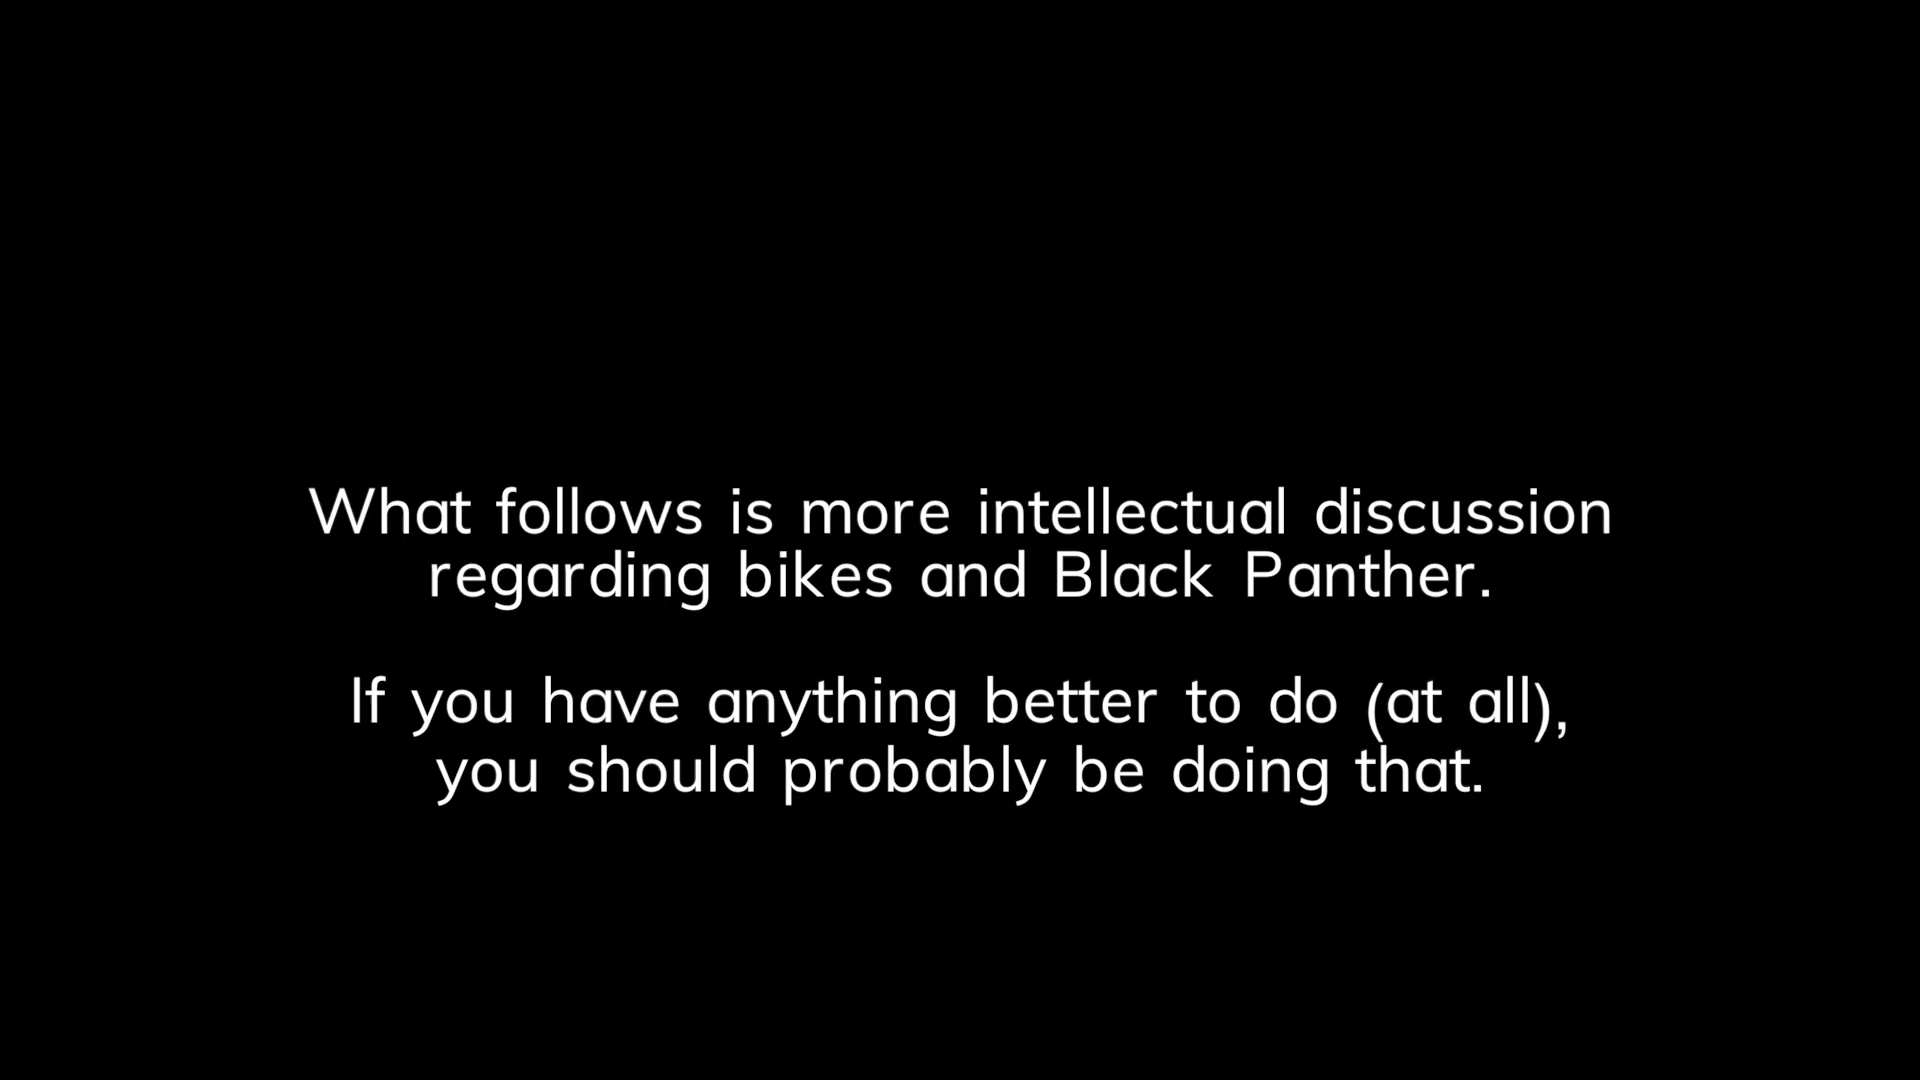 What follows is more intellectual discussion
regarding bikes and Black Panther.
If you have anything better to do (at all),
you should probably be doing that.